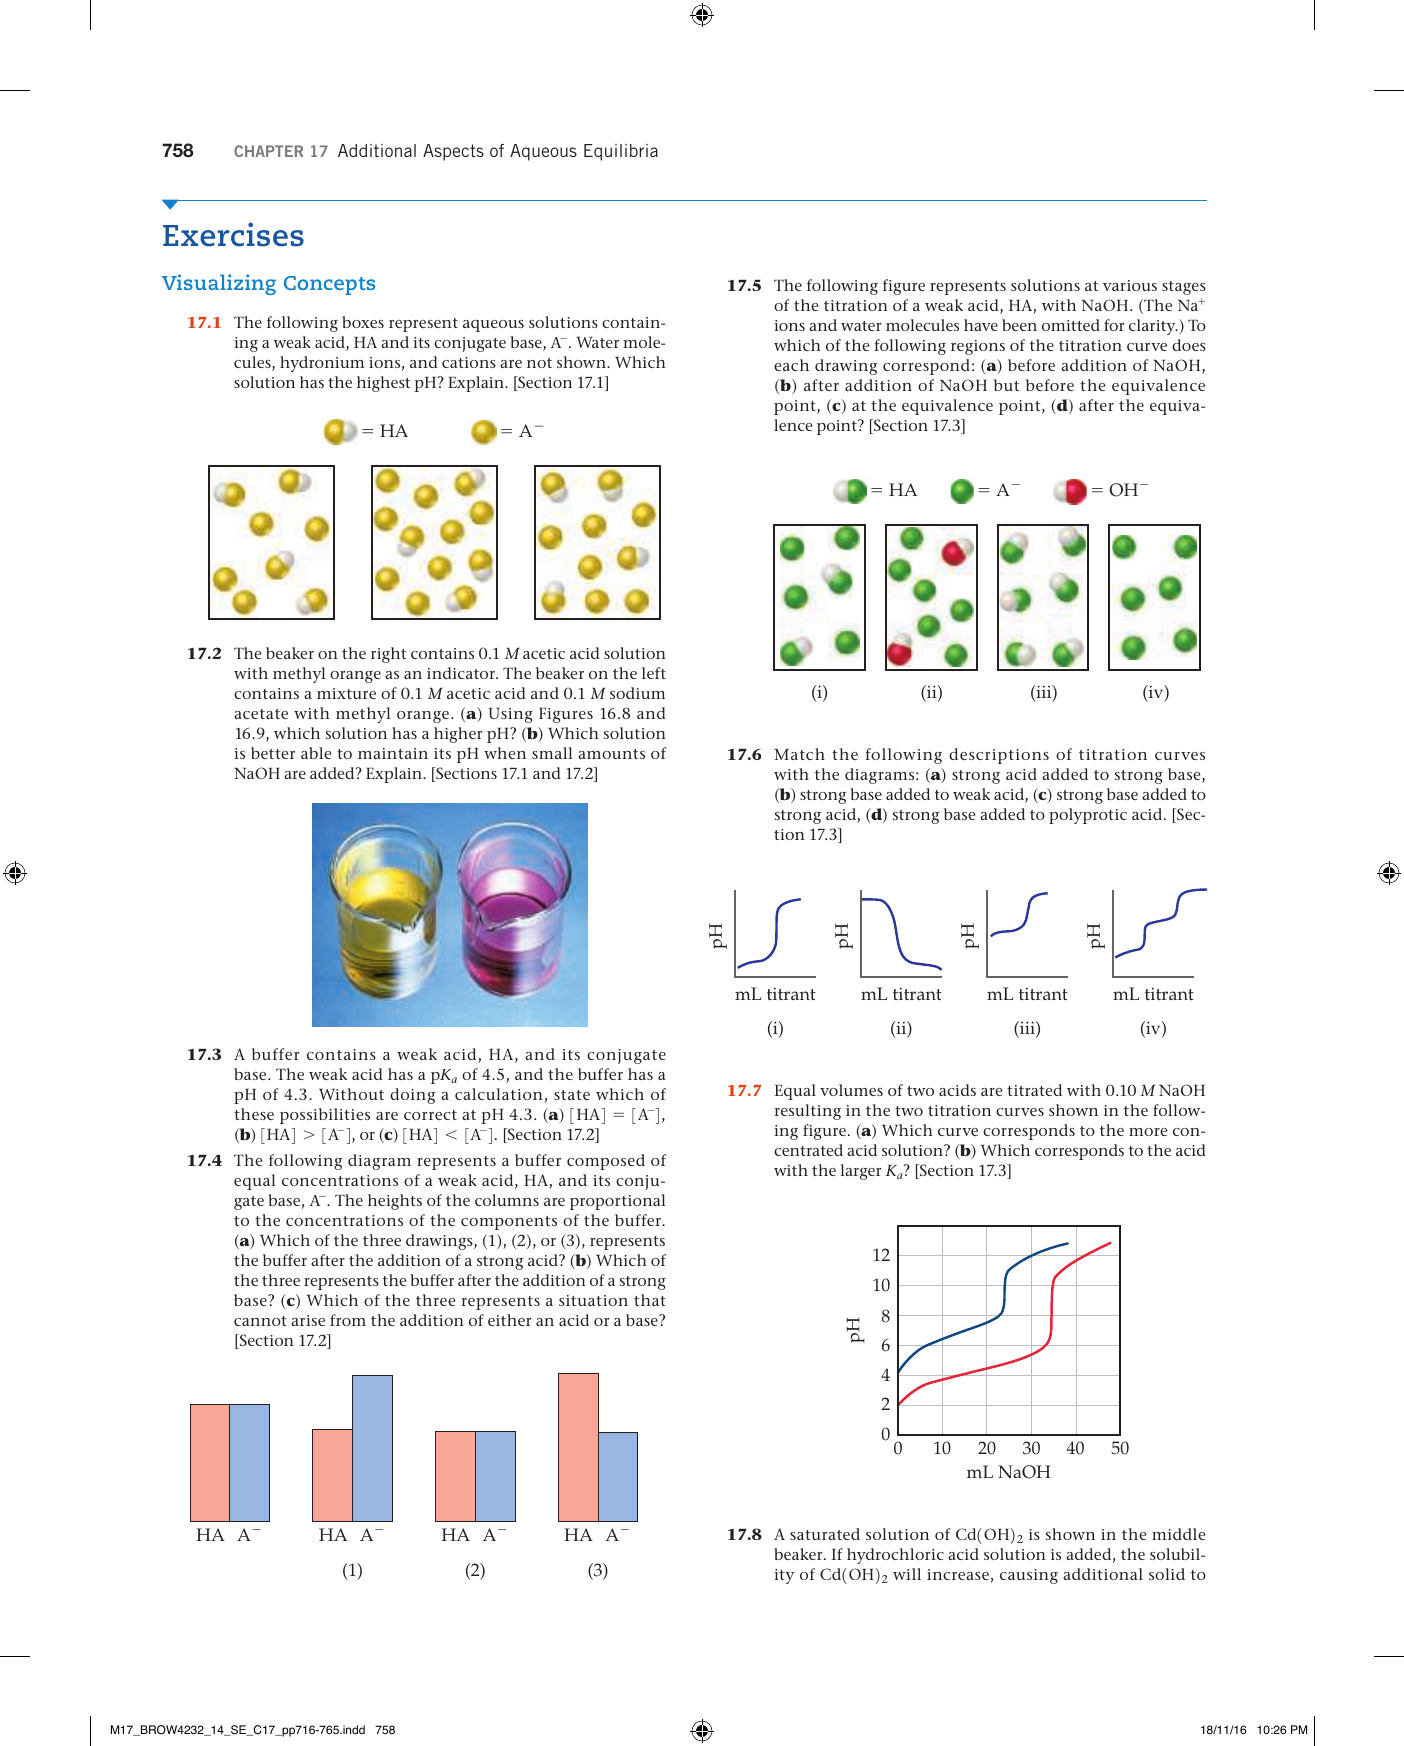 758 CHAPTER 17 Additional Aspects of Aqueous Equilibria
Exercises
Visualizing Concepts
17.1 The following boxes represent aqueous solutions contain-
ing a weak acid, HA and its conjugate base, A⁻. Water mole-
cules, hydronium ions, and cations are not shown. Which
solution has the highest pH? Explain. [Section 17.1]
= HA = A⁻
17.2 The beaker on the right contains 0.1 M acetic acid solution
with methyl orange as an indicator. The beaker on the left
contains a mixture of 0.1 M acetic acid and 0.1 M sodium
acetate with methyl orange. (a) Using Figures 16.8 and
16.9, which solution has a higher pH? (b) Which solution
is better able to maintain its pH when small amounts of
NaOH are added? Explain. [Sections 17.1 and 17.2]
17.3 A buffer contains a weak acid, HA, and its conjugate
base. The weak acid has a pKₐ of 4.5, and the buffer has a
pH of 4.3. Without doing a calculation, state which of
these possibilities are correct at pH 4.3. (a) [HA] = [A⁻],
(b) [HA] > [A⁻], or (c) [HA] < [A⁻]. [Section 17.2]
17.4 The following diagram represents a buffer composed of
equal concentrations of a weak acid, HA, and its conju-
gate base, A⁻. The heights of the columns are proportional
to the concentrations of the components of the buffer.
(a) Which of the three drawings, (1), (2), or (3), represents
the buffer after the addition of a strong acid? (b) Which of
the three represents the buffer after the addition of a strong
base? (c) Which of the three represents a situation that
cannot arise from the addition of either an acid or a base?
[Section 17.2]
HA A⁻ HA A⁻ HA A⁻ HA A⁻
(1) (2) (3)
17.5 The following figure represents solutions at various stages
of the titration of a weak acid, HA, with NaOH. (The Na⁺
ions and water molecules have been omitted for clarity.) To
which of the following regions of the titration curve does
each drawing correspond: (a) before addition of NaOH,
(b) after addition of NaOH but before the equivalence
point, (c) at the equivalence point, (d) after the equiva-
lence point? [Section 17.3]
= HA = A⁻ = OH⁻
(i) (ii) (iii) (iv)
17.6 Match the following descriptions of titration curves
with the diagrams: (a) strong acid added to strong base,
(b) strong base added to weak acid, (c) strong base added to
strong acid, (d) strong base added to polyprotic acid. [Sec-
tion 17.3]
pH pH pH pH
mL titrant mL titrant mL titrant mL titrant
(i) (ii) (iii) (iv)
17.7 Equal volumes of two acids are titrated with 0.10 M NaOH
resulting in the two titration curves shown in the follow-
ing figure. (a) Which curve corresponds to the more con-
centrated acid solution? (b) Which corresponds to the acid
with the larger Kₐ? [Section 17.3]
12
10
8
pH
6
4
2
0
0 10 20 30 40 50
mL NaOH
17.8 A saturated solution of Cd(OH)₂ is shown in the middle
beaker. If hydrochloric acid solution is added, the solubil-
ity of Cd(OH)₂ will increase, causing additional solid to
M17_BROW4232_14_SE_C17_pp716-765.indd 758 18/11/16 10:26 PM